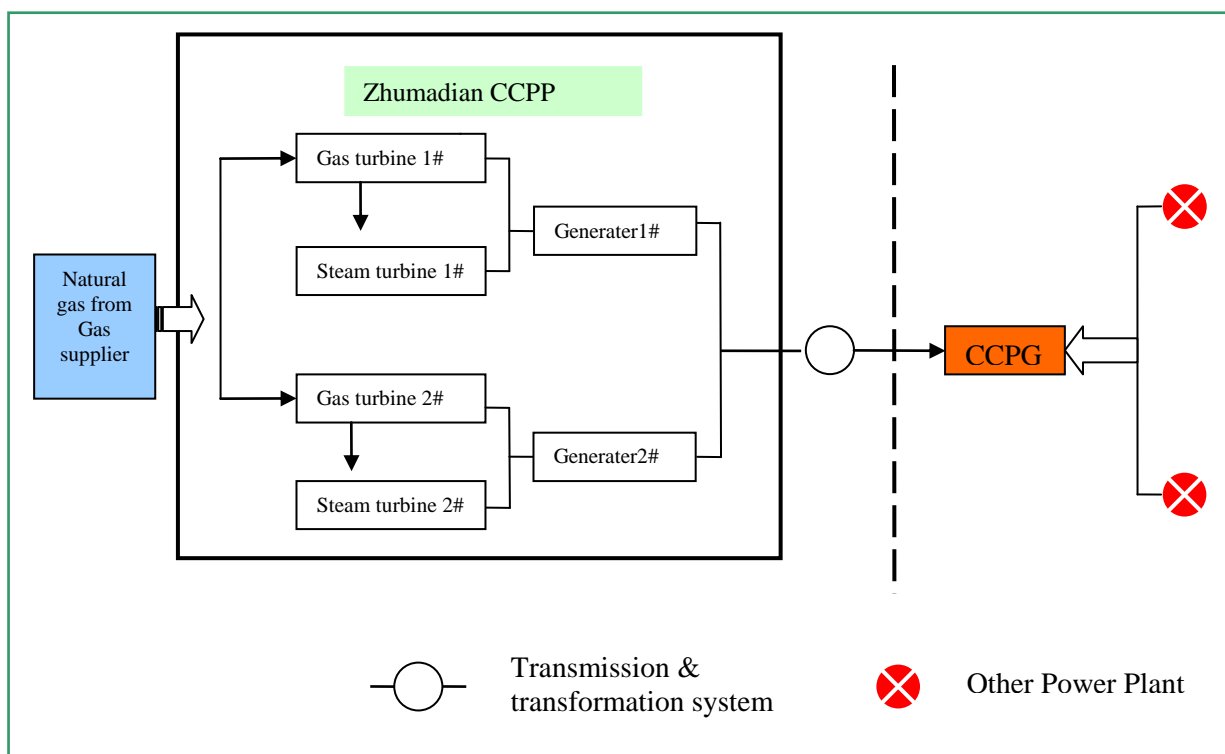 Zhumadian CCPP
Gas turbine 1#
Generater1#
Steam turbine 1#
Natural
gas from
Gas
supplier
CCPG
Gas turbine 2#
Generater2#
Steam turbine 2#
Transmission &
transformation system
Other Power Plant